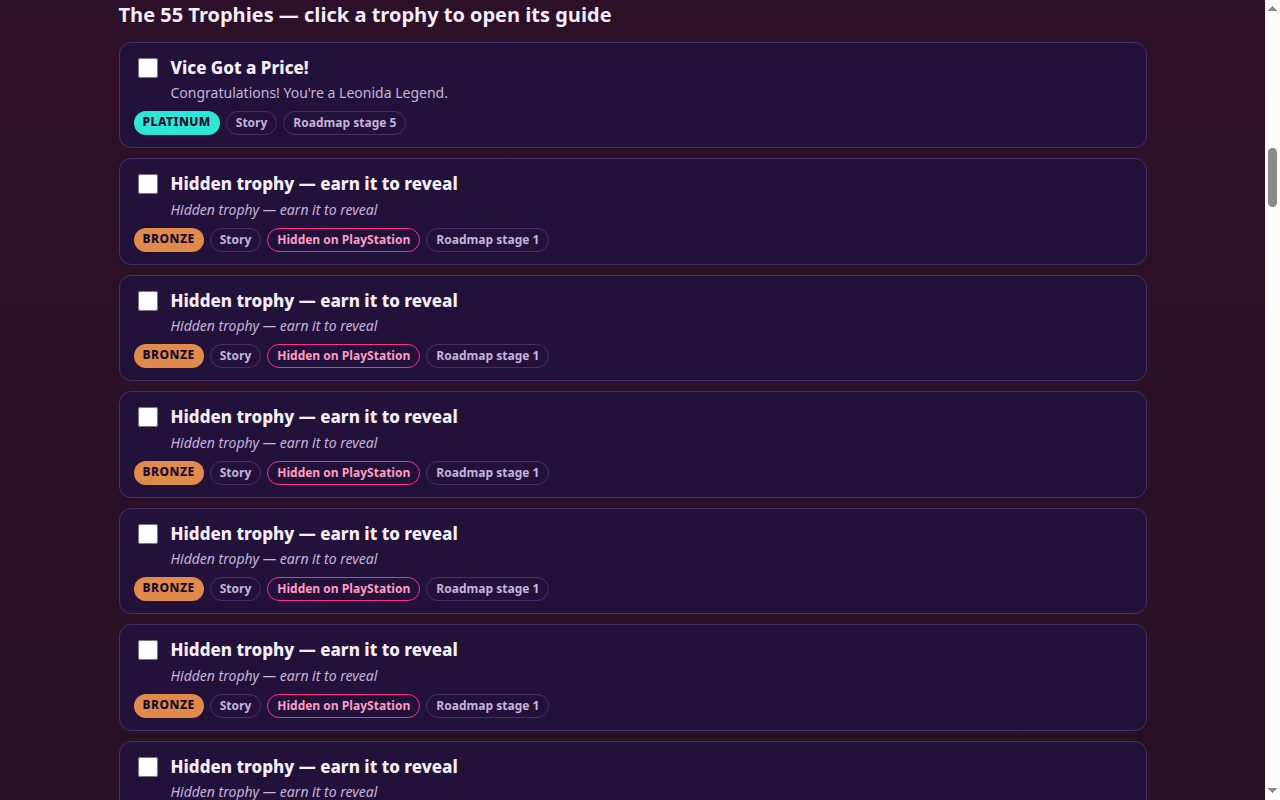 The 55 Trophies — click a trophy to open its guide
Vice Got a Price!
Congratulations! You're a Leonida Legend.
PLATINUM Story Roadmap stage 5
Hidden trophy — earn it to reveal
Hidden trophy — earn it to reveal
BRONZE Story Hidden on PlayStation Roadmap stage 1
Hidden trophy — earn it to reveal
Hidden trophy — earn it to reveal
BRONZE Story Hidden on PlayStation Roadmap stage 1
Hidden trophy — earn it to reveal
Hidden trophy — earn it to reveal
BRONZE Story Hidden on PlayStation Roadmap stage 1
Hidden trophy — earn it to reveal
Hidden trophy — earn it to reveal
BRONZE Story Hidden on PlayStation Roadmap stage 1
Hidden trophy — earn it to reveal
Hidden trophy — earn it to reveal
BRONZE Story Hidden on PlayStation Roadmap stage 1
Hidden trophy — earn it to reveal
Hidden trophy — earn it to reveal